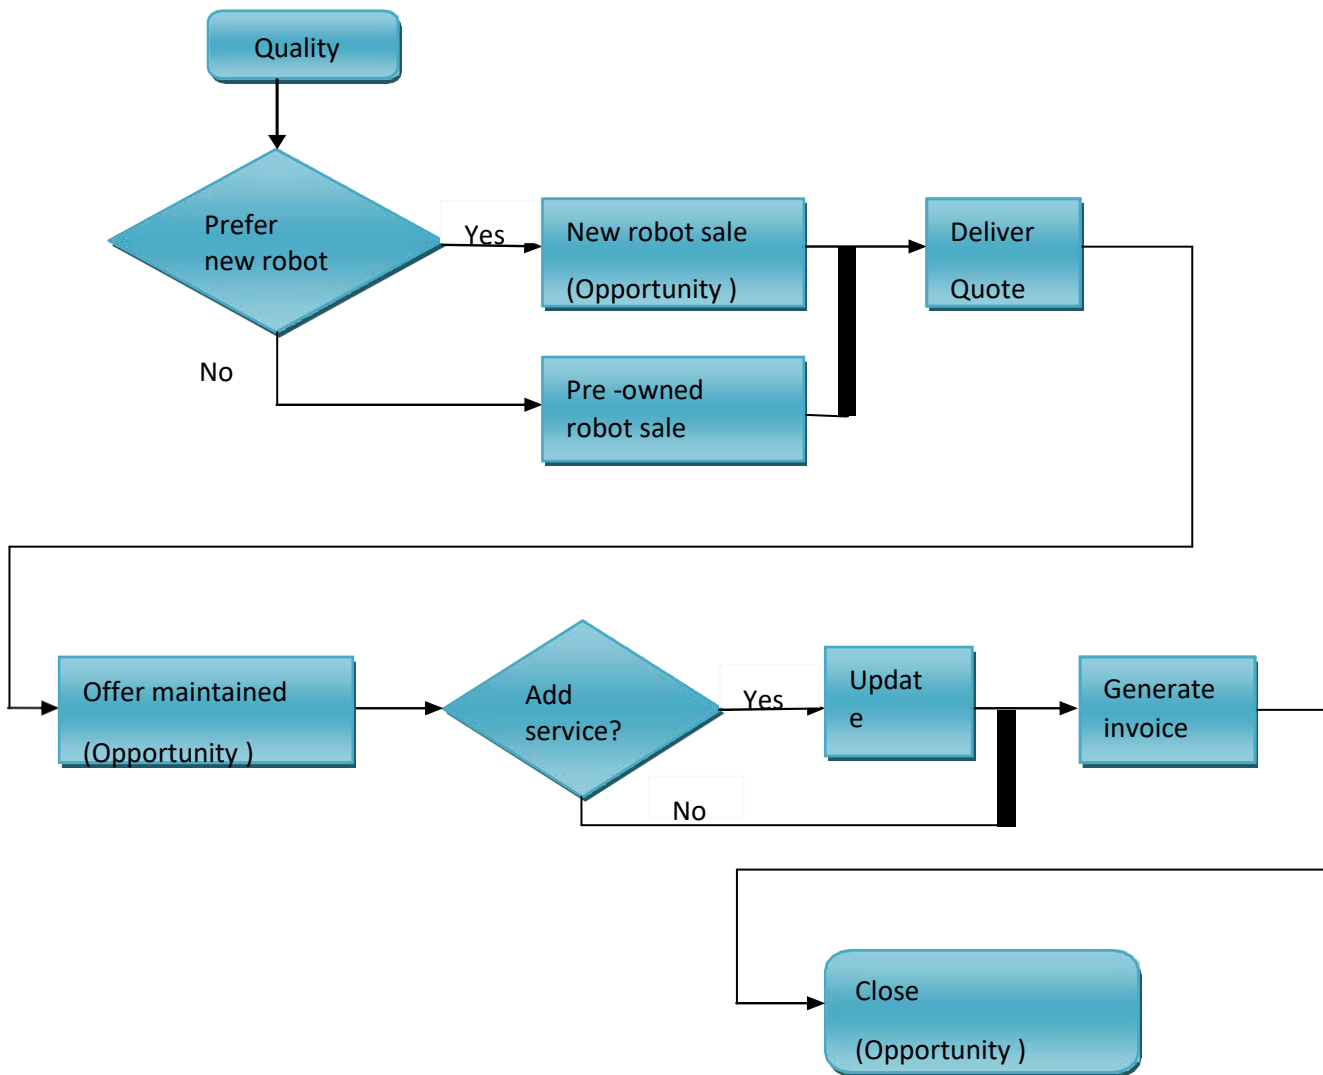 Quality
Prefer
new robot
Yes
New robot sale
(Opportunity )
Deliver
Quote
No
Pre -owned
robot sale
Offer maintained
(Opportunity )
Add
service?
Yes
Updat
e
Generate
invoice
No
Close
(Opportunity )